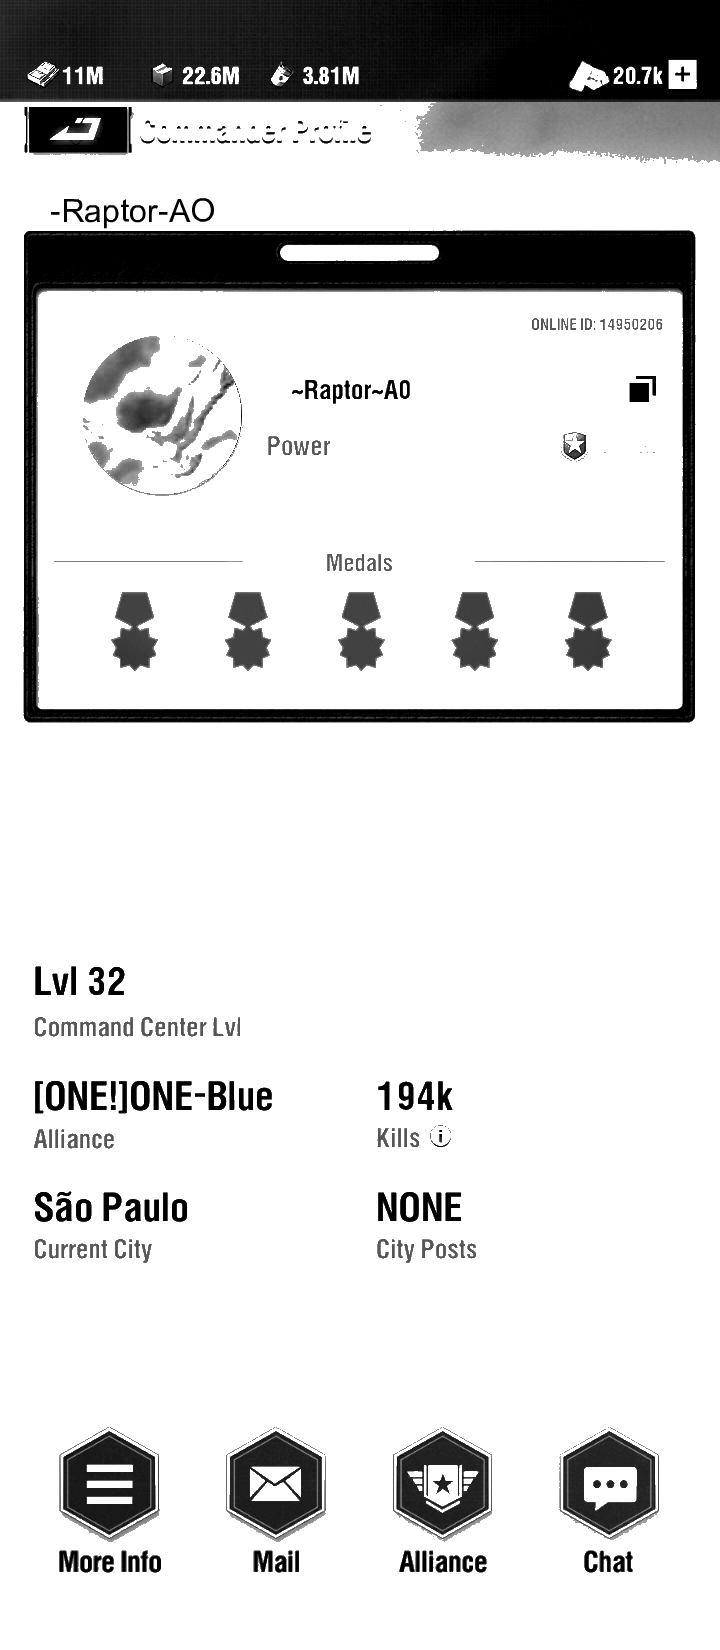 11M 22.6M 3.81M 20.7k +
Commander Profile
-Raptor-AO
ONLINE ID: 14950206
~Raptor~AO
Power
Medals
Lvl 32
Command Center Lvl
[ONE!]ONE-Blue 194k
Alliance Kills
São Paulo NONE
Current City City Posts
More Info Mail Alliance Chat